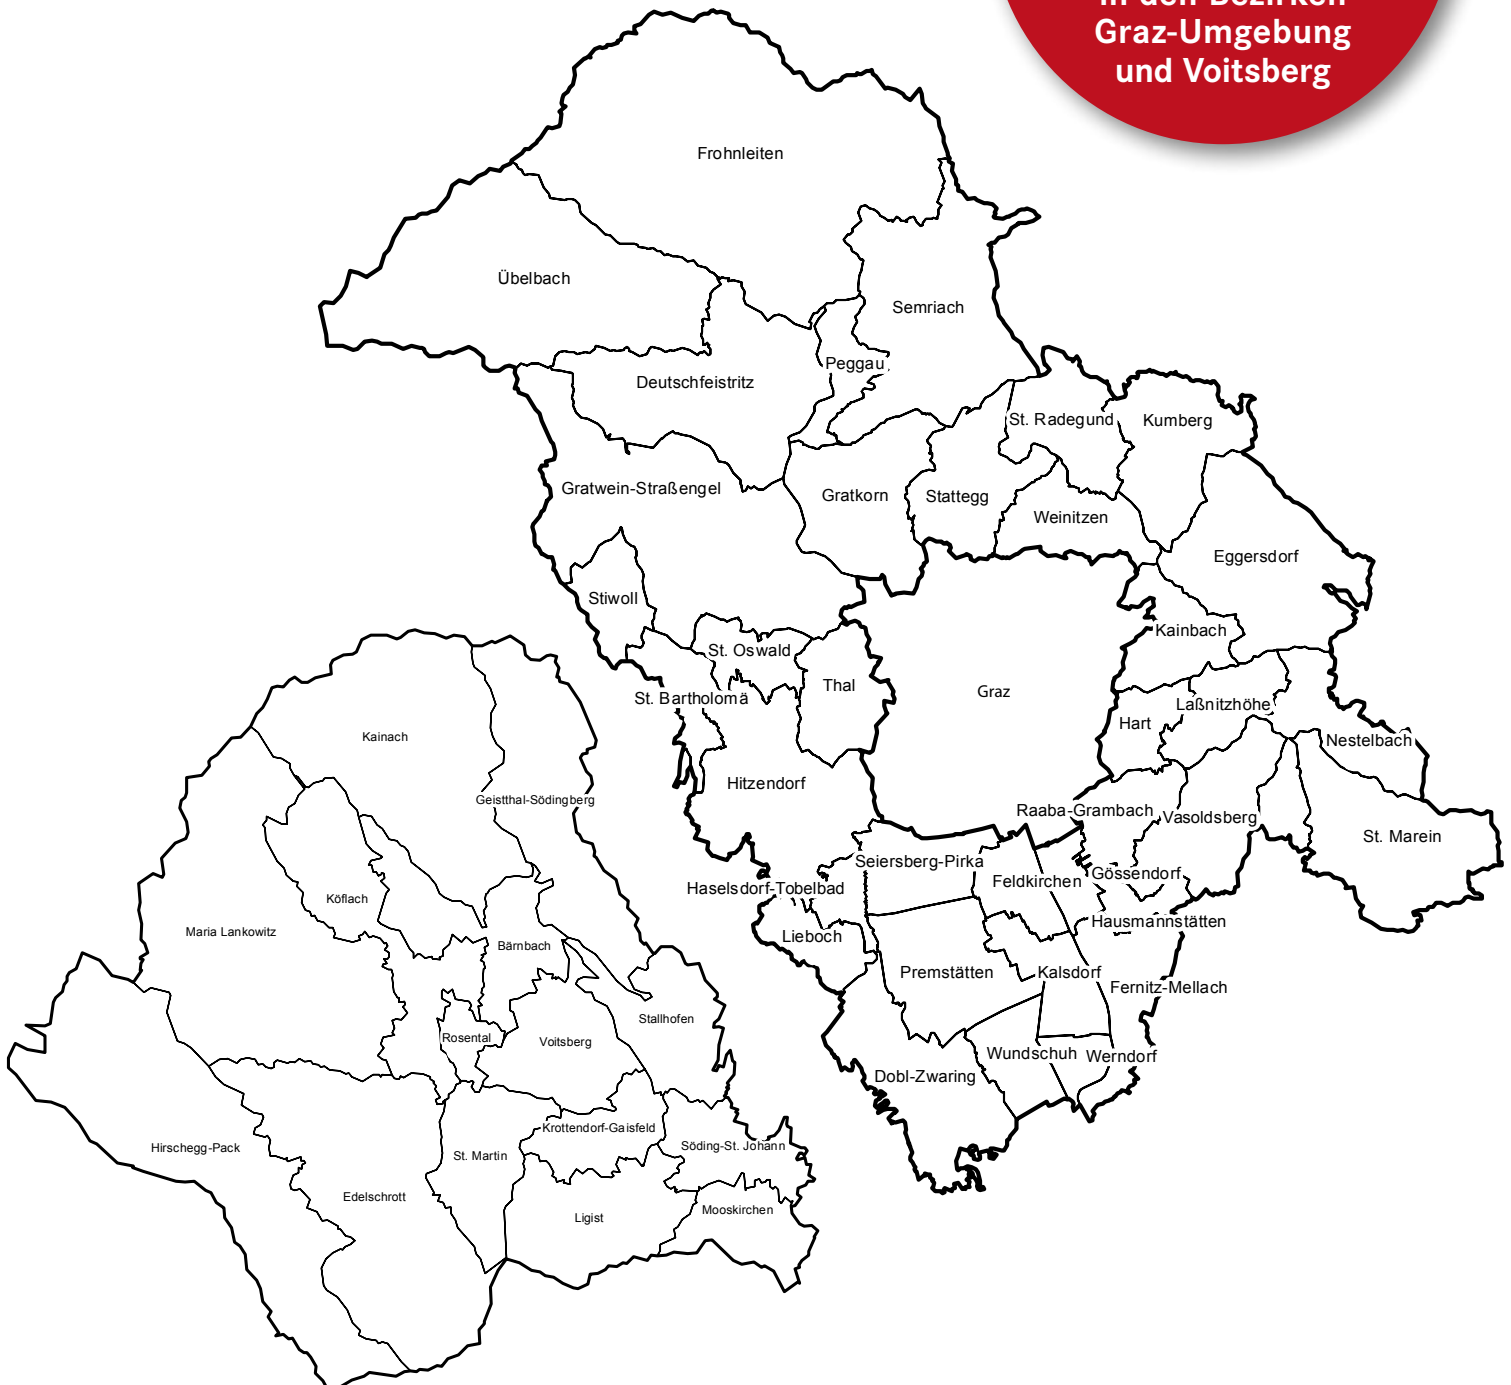 in den Bezirken
Graz-Umgebung
und Voitsberg
Frohnleiten
Übelbach
Semriach
Peggau
Deutschfeistritz
St. Radegund
Kumberg
Gratwein-Straßengel
Gratkorn
Stattegg
Weinitzen
Eggersdorf
Stiwoll
Kainbach
St. Oswald
Thal
Graz
St. Bartholomä
Laßnitzhöhe
Hart
Nestelbach
Kainach
Hitzendorf
Geistthal-Södingberg
Raaba-Grambach
Vasoldsberg
St. Marein
Seiersberg-Pirka
Feldkirchen
Gössendorf
Haselsdorf-Tobelbad
Köflach
Hausmannstätten
Maria Lankowitz
Lieboch
Bärnbach
Premstätten
Kalsdorf
Fernitz-Mellach
Stallhofen
Rosental
Voitsberg
Wundschuh
Werndorf
Dobl-Zwaring
Krottendorf-Gaisfeld
Hirschegg-Pack
St. Martin
Söding-St. Johann
Edelschrott
Ligist
Mooskirchen